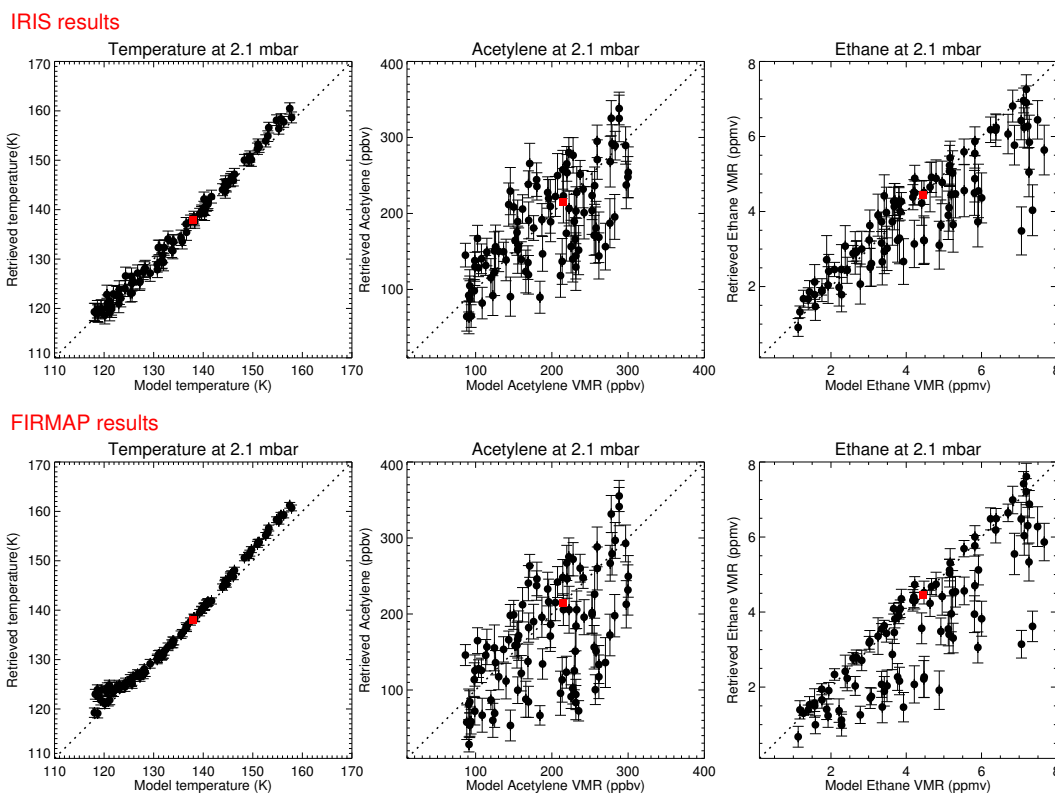 IRIS results
Temperature at 2.1 mbar
Acetylene at 2.1 mbar
Ethane at 2.1 mbar
170
160
150
140
130
120
110
Retrieved temperature(K)
400
300
200
100
Retrieved Acetylene (ppbv)
8
6
4
2
Retrieved Ethane VMR (ppmv)
110 120 130 140 150 160 170
100 200 300 400
2 4 6 8
Model temperature (K)
Model Acetylene VMR (ppbv)
Model Ethane VMR (ppmv)
FIRMAP results
Temperature at 2.1 mbar
Acetylene at 2.1 mbar
Ethane at 2.1 mbar
170
160
150
140
130
120
110
Retrieved temperature(K)
400
300
200
100
Retrieved Acetylene (ppbv)
8
6
4
2
Retrieved Ethane VMR (ppmv)
110 120 130 140 150 160 170
100 200 300 400
2 4 6 8
Model temperature (K)
Model Acetylene VMR (ppbv)
Model Ethane VMR (ppmv)